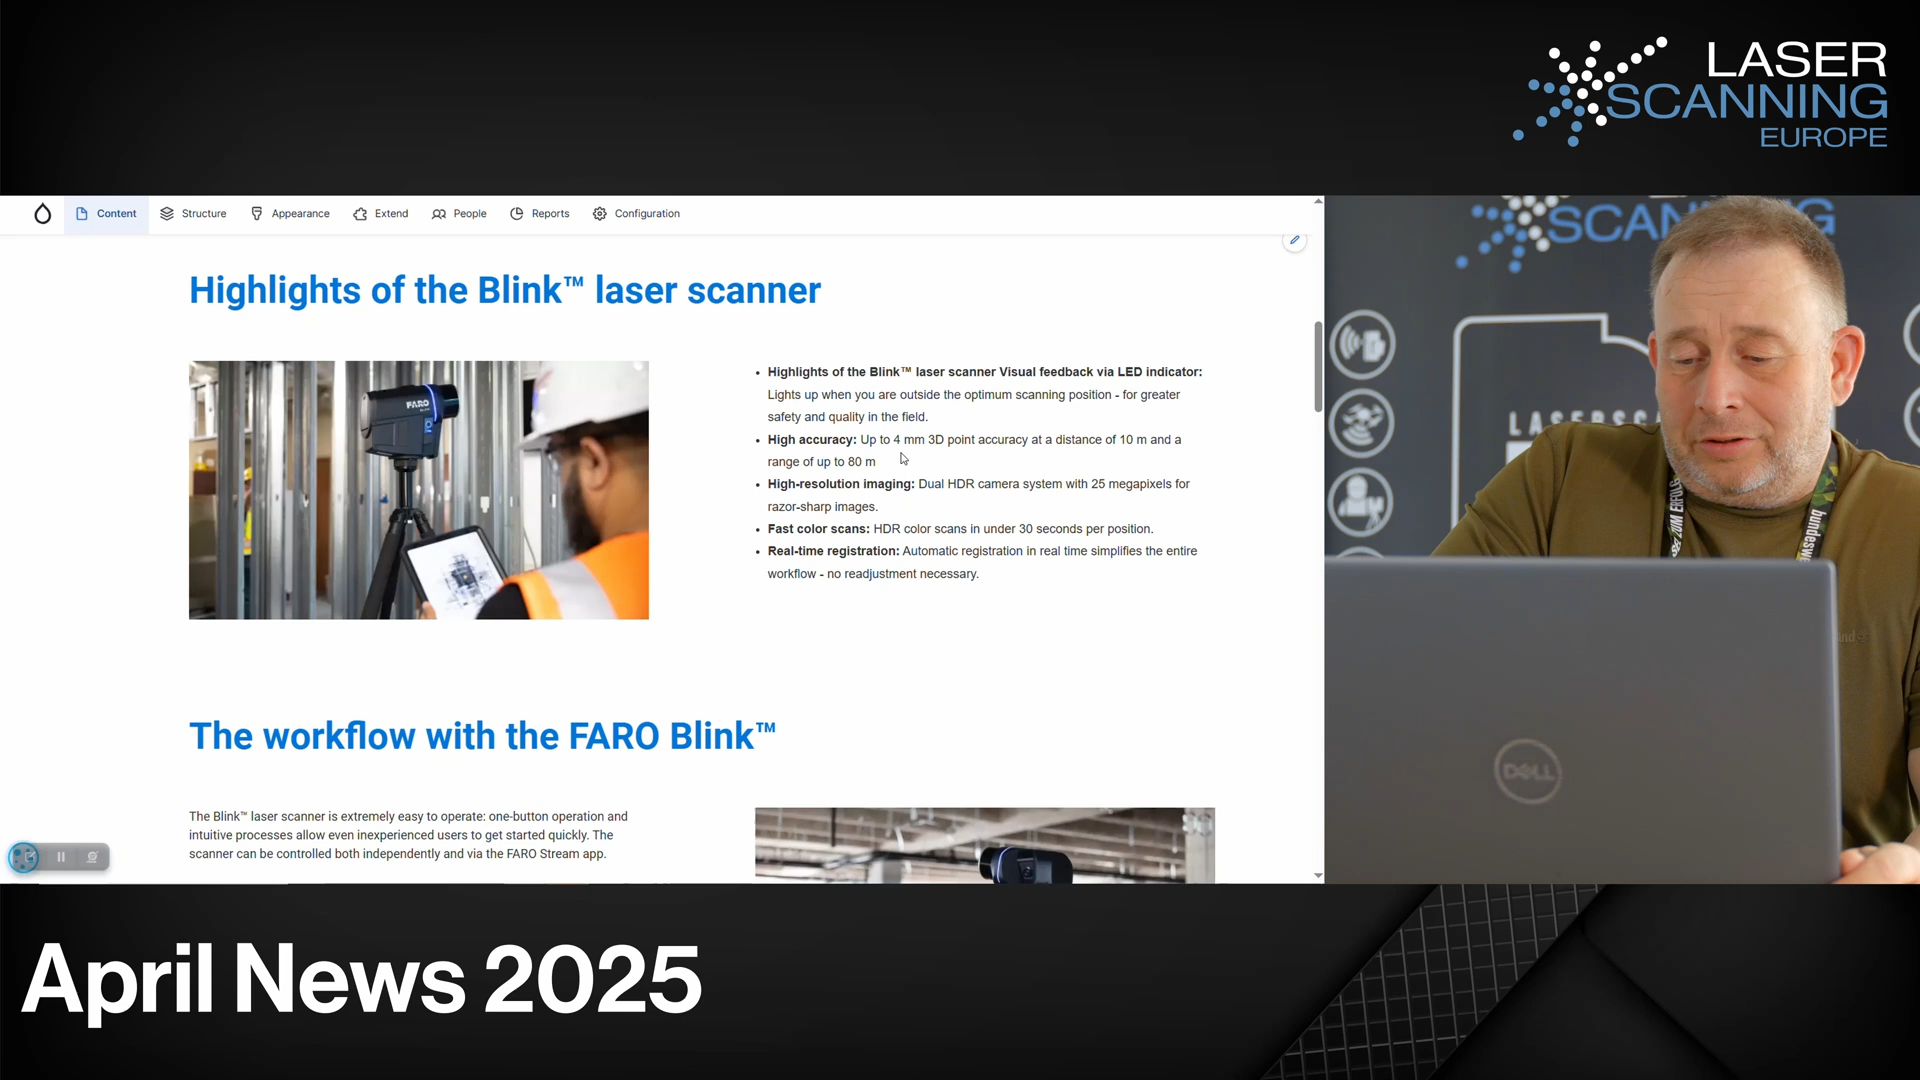 LASER
SCANNING
EUROPE
Content
Structure
Appearance
Extend
People
Reports
Configuration
Highlights of the Blink™ laser scanner
FARO
• Highlights of the Blink™ laser scanner Visual feedback via LED indicator:
Lights up when you are outside the optimum scanning position - for greater
safety and quality in the field.
• High accuracy: Up to 4 mm 3D point accuracy at a distance of 10 m and a
range of up to 80 m
• High-resolution imaging: Dual HDR camera system with 25 megapixels for
razor-sharp images.
• Fast color scans: HDR color scans in under 30 seconds per position.
• Real-time registration: Automatic registration in real time simplifies the entire
workflow - no readjustment necessary.
The workflow with the FARO Blink™
The Blink™ laser scanner is extremely easy to operate: one-button operation and
intuitive processes allow even inexperienced users to get started quickly. The
scanner can be controlled both independently and via the FARO Stream app.
DELL
April News 2025